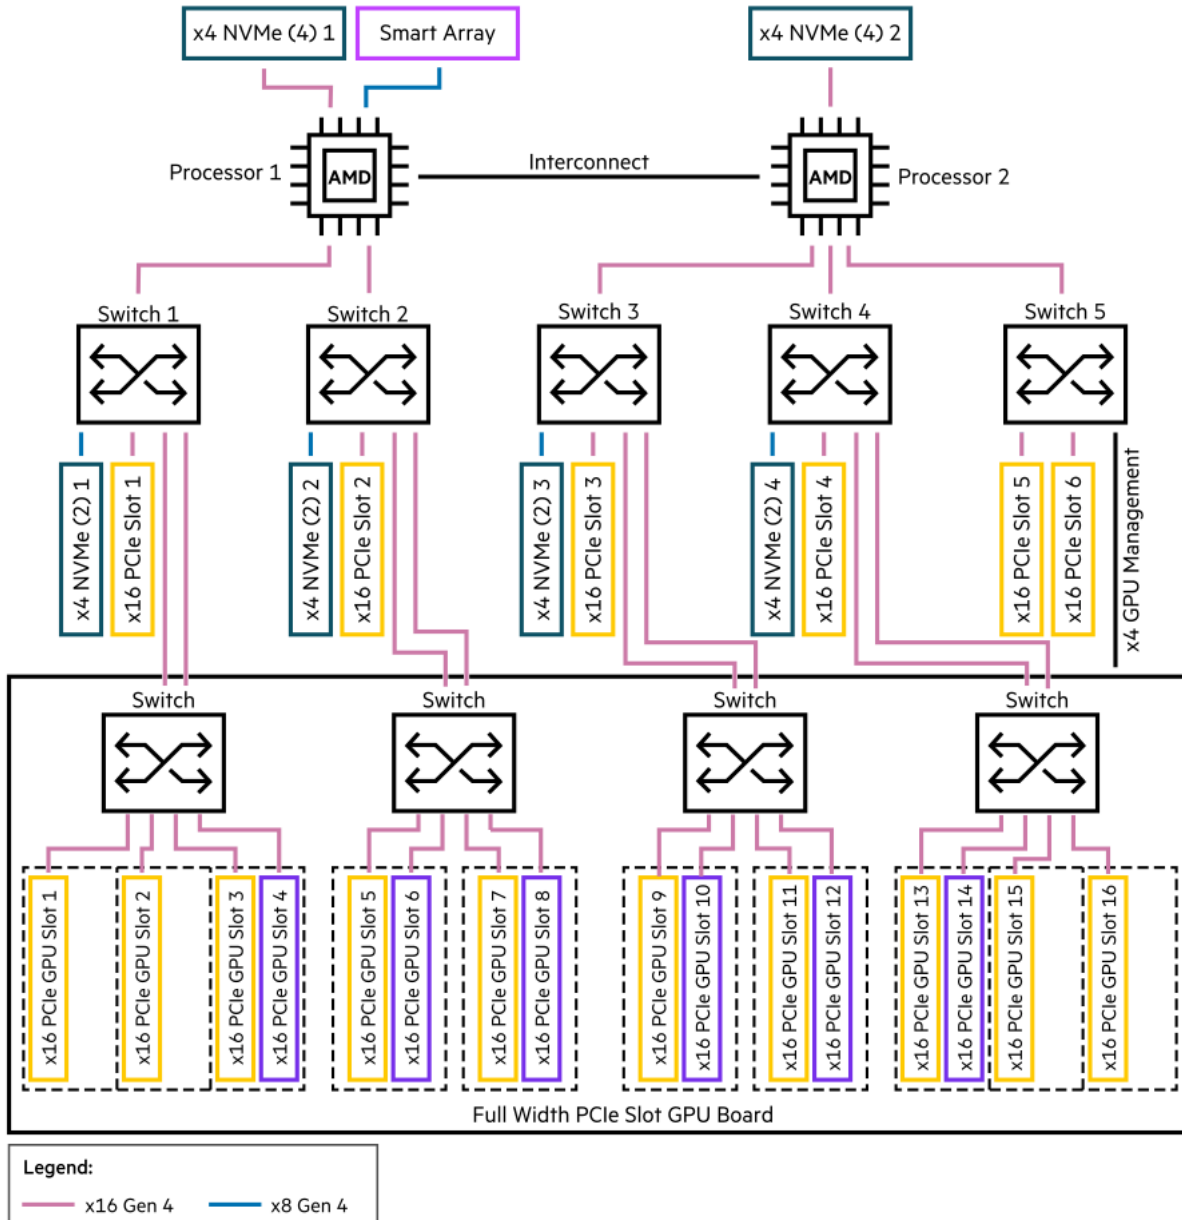 x4 NVMe (4) 1
Smart Array
x4 NVMe (4) 2
Processor 1
AMD
Interconnect
AMD
Processor 2
Switch 1
Switch 2
Switch 3
Switch 4
Switch 5
x4 NVMe (2) 1
x16 PCIe Slot 1
x4 NVMe (2) 2
x16 PCIe Slot 2
x4 NVMe (2) 3
x16 PCIe Slot 3
x4 NVMe (2) 4
x16 PCIe Slot 4
x16 PCIe Slot 5
x16 PCIe Slot 6
x4 GPU Management
Switch
Switch
Switch
Switch
x16 PCIe GPU Slot 1
x16 PCIe GPU Slot 2
x16 PCIe GPU Slot 3
x16 PCIe GPU Slot 4
x16 PCIe GPU Slot 5
x16 PCIe GPU Slot 6
x16 PCIe GPU Slot 7
x16 PCIe GPU Slot 8
x16 PCIe GPU Slot 9
x16 PCIe GPU Slot 10
x16 PCIe GPU Slot 11
x16 PCIe GPU Slot 12
x16 PCIe GPU Slot 13
x16 PCIe GPU Slot 14
x16 PCIe GPU Slot 15
x16 PCIe GPU Slot 16
Full Width PCIe Slot GPU Board
Legend:
x16 Gen 4
x8 Gen 4